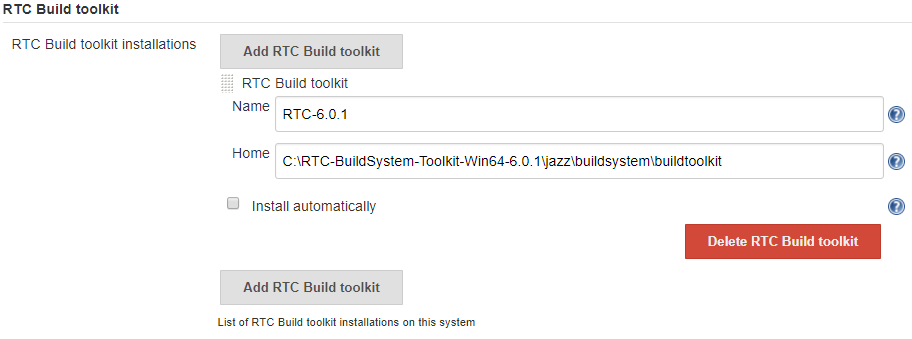 RTC Build toolkit
RTC Build toolkit installations
Add RTC Build toolkit
RTC Build toolkit
Name
RTC-6.0.1
?
Home
C:\RTC-BuildSystem-Toolkit-Win64-6.0.1\jazz\buildsystem\buildtoolkit
?
Install automatically
?
Delete RTC Build toolkit
Add RTC Build toolkit
List of RTC Build toolkit installations on this system